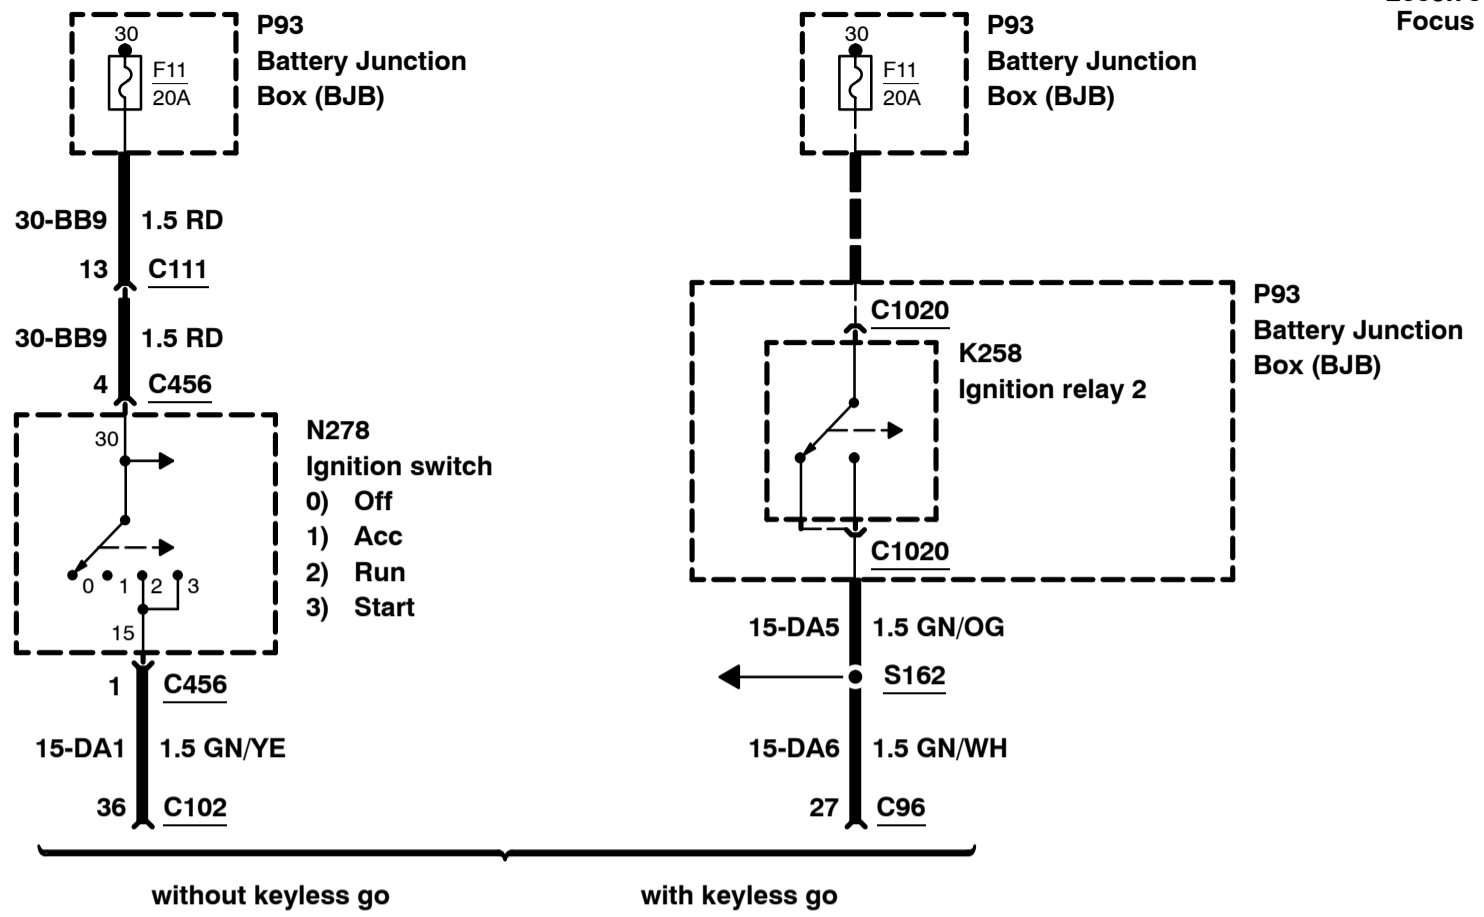 Focus
30
P93
Battery Junction
Box (BJB)
F11
20A
30-BB9 1.5 RD
13 C111
30-BB9 1.5 RD
4 C456
30
N278
Ignition switch
0) Off
1) Acc
2) Run
3) Start
0 1 2 3
15
1 C456
15-DA1 1.5 GN/YE
36 C102
without keyless go
30
P93
Battery Junction
Box (BJB)
F11
20A
C1020
P93
Battery Junction
Box (BJB)
K258
Ignition relay 2
C1020
15-DA5 1.5 GN/OG
S162
15-DA6 1.5 GN/WH
27 C96
with keyless go